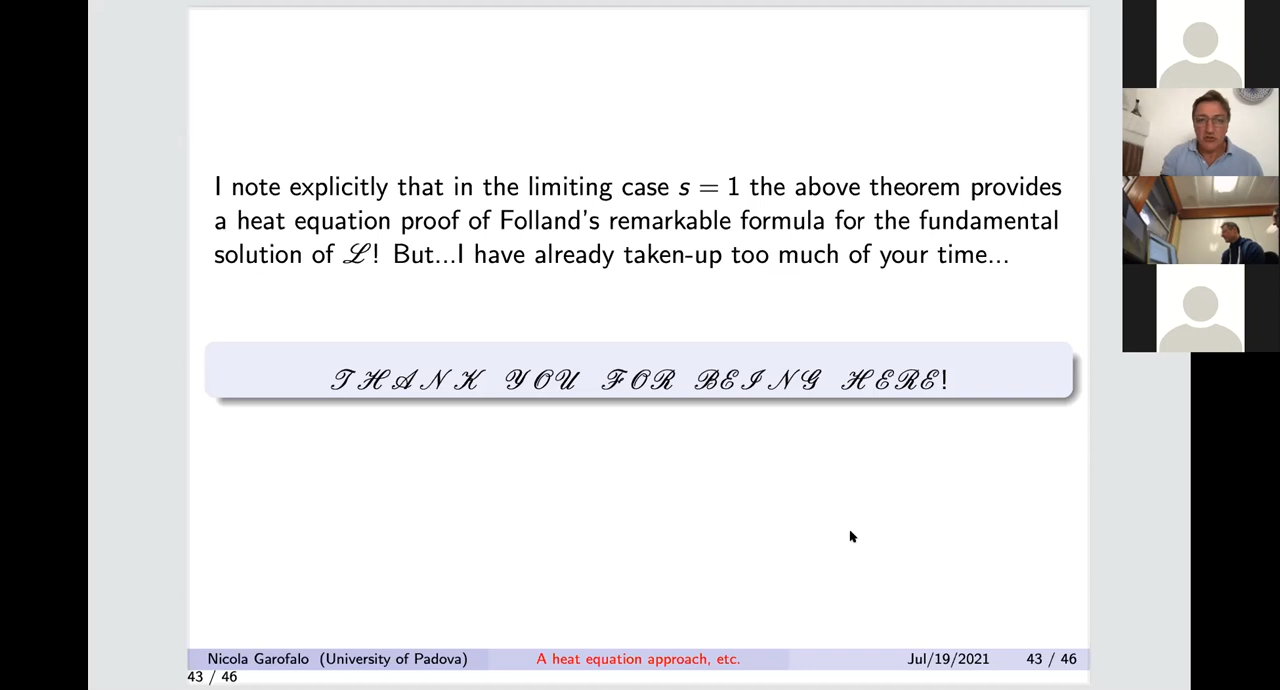 I note explicitly that in the limiting case s = 1 the above theorem provides
a heat equation proof of Folland's remarkable formula for the fundamental
solution of ℒ! But...I have already taken-up too much of your time...
THANK YOU FOR BEING HERE!
Nicola Garofalo (University of Padova) A heat equation approach, etc. Jul/19/2021 43 / 46
43 / 46